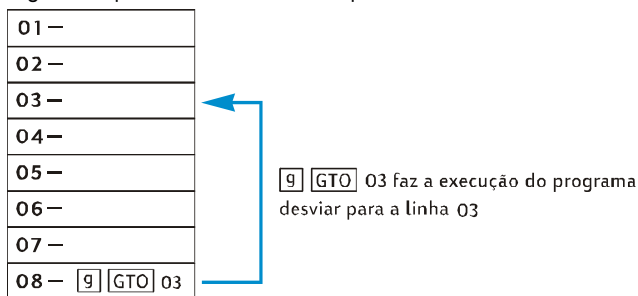 01–
02–
03–
04–
05–
06–
07–
08– g GTO 03
g GTO 03 faz a execução do programa
desviar para a linha 03